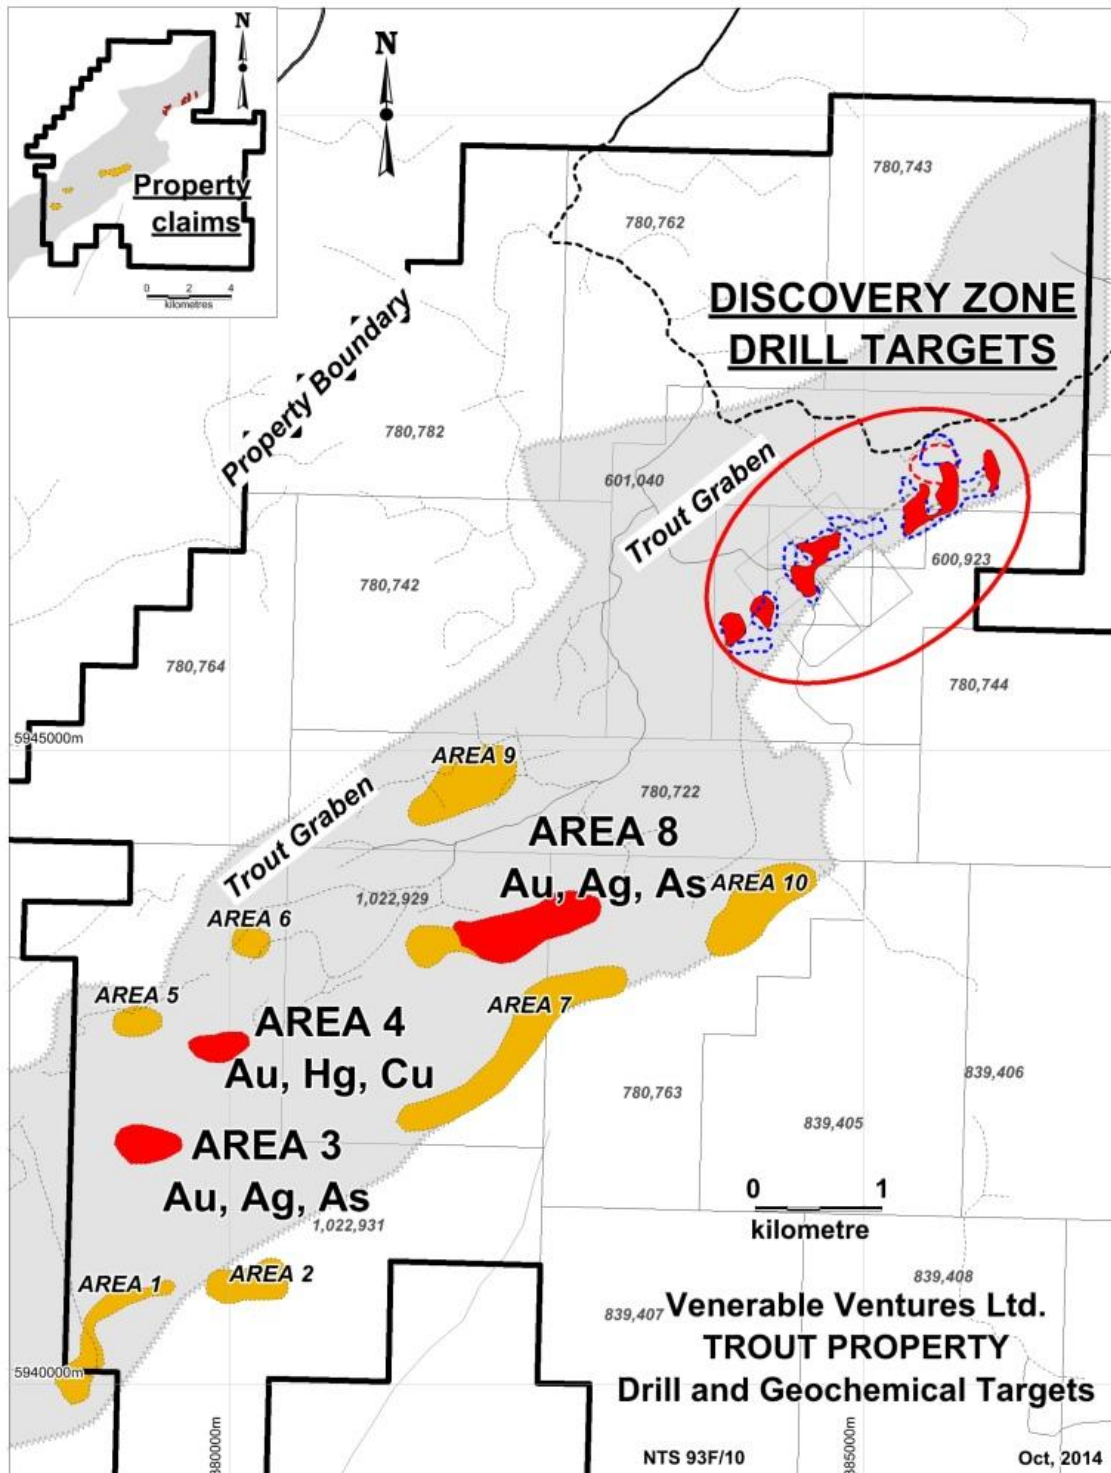 N
Property
claims
0 2 4
kilometres
N
780,743
780,762
DISCOVERY ZONE
DRILL TARGETS
Property Boundary
780,782
601,040
Trout Graben
600,923
780,742
780,764
780,744
5945000m
AREA 9
780,722
Trout Graben
AREA 8
Au, Ag, As
AREA 10
1,022,929
AREA 6
AREA 5
AREA 7
AREA 4
Au, Hg, Cu
839,406
780,763
839,405
AREA 3
Au, Ag, As
0 1
kilometre
1,022,931
AREA 1
AREA 2
839,408
839,407
Venerable Ventures Ltd.
TROUT PROPERTY
Drill and Geochemical Targets
5940000m
380000m
385000m
NTS 93F/10
Oct, 2014